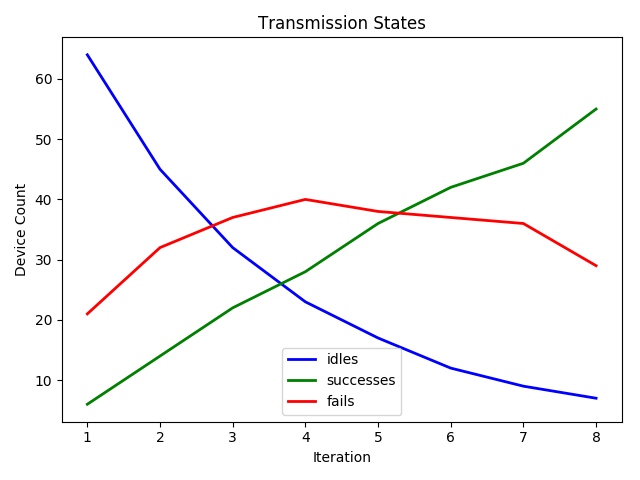 Transmission States
Device Count
60
50
40
30
20
10
idles
successes
fails
1 2 3 4 5 6 7 8
Iteration